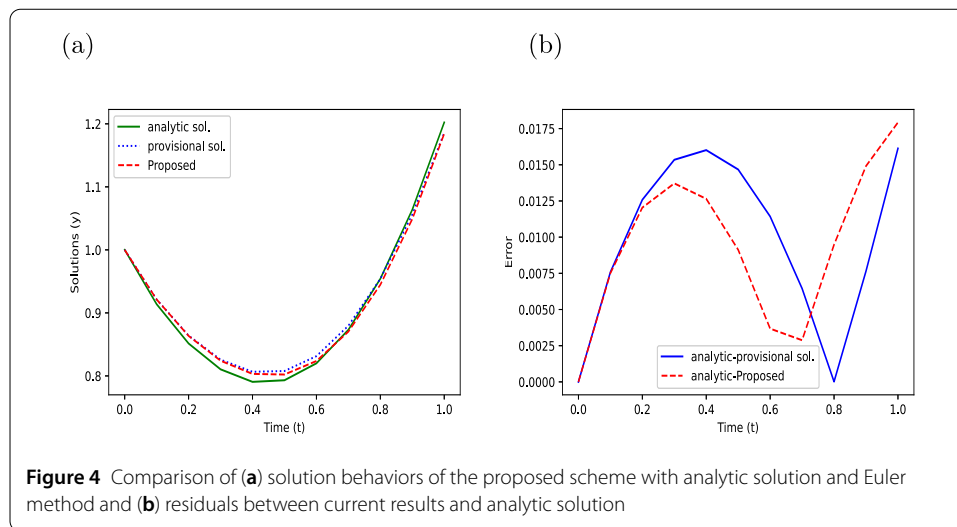 (a)
(b)
1.2
1.1
1.0
0.9
0.8
Solutions (y)
analytic sol.
provisional sol.
Proposed
0.0 0.2 0.4 0.6 0.8 1.0
Time (t)
0.0175
0.0150
0.0125
0.0100
0.0075
0.0050
0.0025
0.0000
Error
analytic-provisional sol.
analytic-Proposed
0.0 0.2 0.4 0.6 0.8 1.0
Time (t)
Figure 4 Comparison of (a) solution behaviors of the proposed scheme with analytic solution and Euler
method and (b) residuals between current results and analytic solution